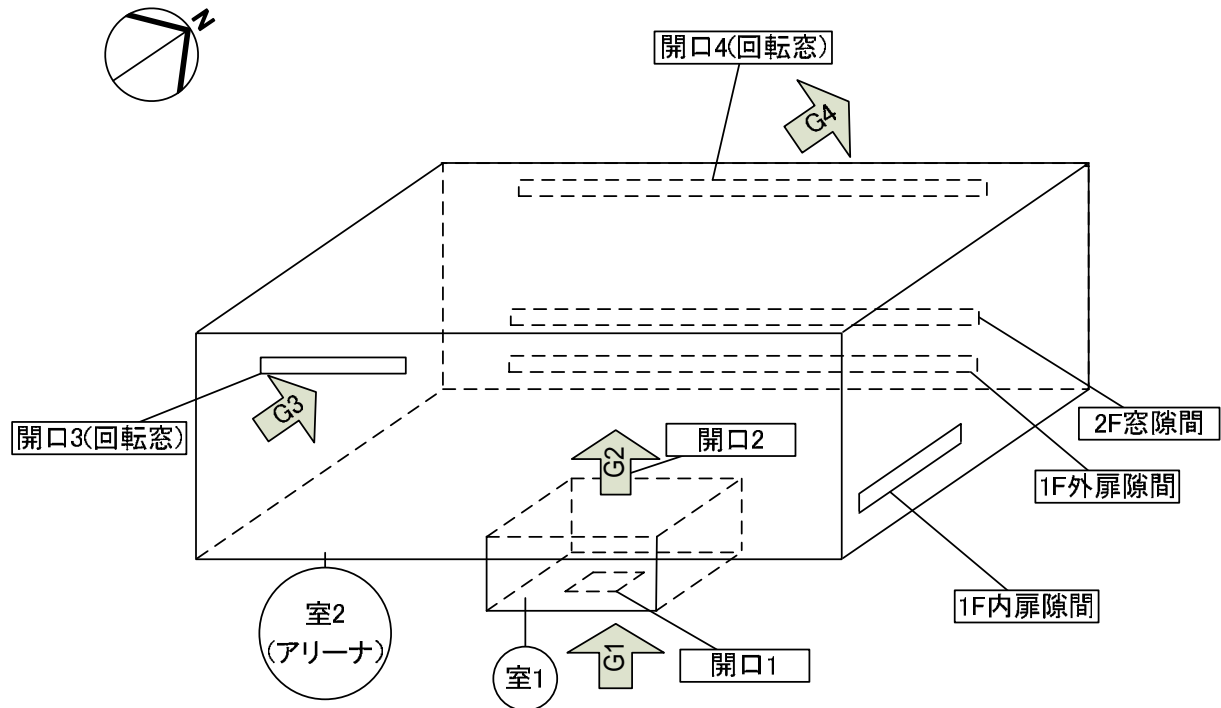 N
開口4(回転窓)
G4
G3
開口3(回転窓)
G2
開口2
2F窓隙間
1F外扉隙間
1F内扉隙間
室2
(アリーナ)
室1
G1
開口1